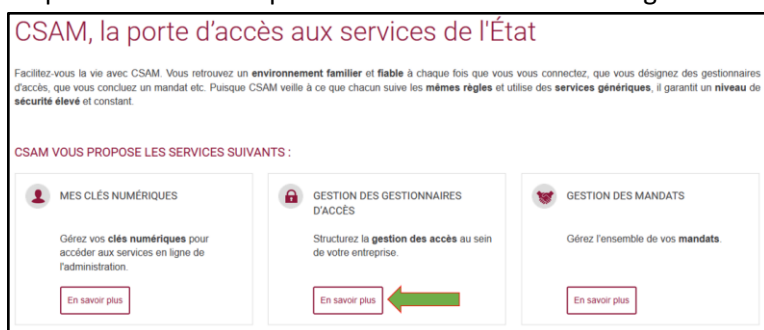 CSAM, la porte d'accès aux services de l'État
Facilitez-vous la vie avec CSAM. Vous retrouvez un environnement familier et fiable à chaque fois que vous vous connectez, que vous désignez des gestionnaires
d'accès, que vous concluez un mandat etc. Puisque CSAM veille à ce que chacun suive les mêmes règles et utilise des services génériques, il garantit un niveau de
sécurité élevé et constant.
CSAM VOUS PROPOSE LES SERVICES SUIVANTS :
MES CLÉS NUMÉRIQUES
Gérez vos clés numériques pour
accéder aux services en ligne de
l'administration.
En savoir plus
GESTION DES GESTIONNAIRES
D'ACCÈS
Structurez la gestion des accès au sein
de votre entreprise.
En savoir plus
GESTION DES MANDATS
Gérez l'ensemble de vos mandats.
En savoir plus